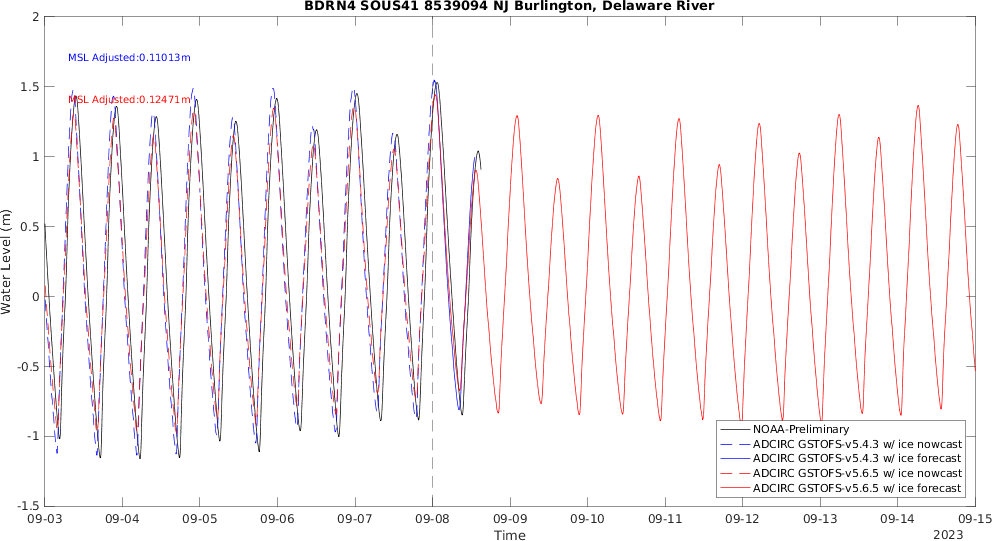 BDRN4 SOUS41 8539094 NJ Burlington, Delaware River
2
MSL Adjusted:0.11013m
1.5
MSL Adjusted:0.12471m
1
0.5
Water Level (m)
0
-0.5
-1
NOAA-Preliminary
ADCIRC GSTOFS-v5.4.3 w/ ice nowcast
ADCIRC GSTOFS-v5.4.3 w/ ice forecast
ADCIRC GSTOFS-v5.6.5 w/ ice nowcast
ADCIRC GSTOFS-v5.6.5 w/ ice forecast
-1.5
09-03 09-04 09-05 09-06 09-07 09-08 09-09 09-10 09-11 09-12 09-13 09-14 09-15
Time
2023